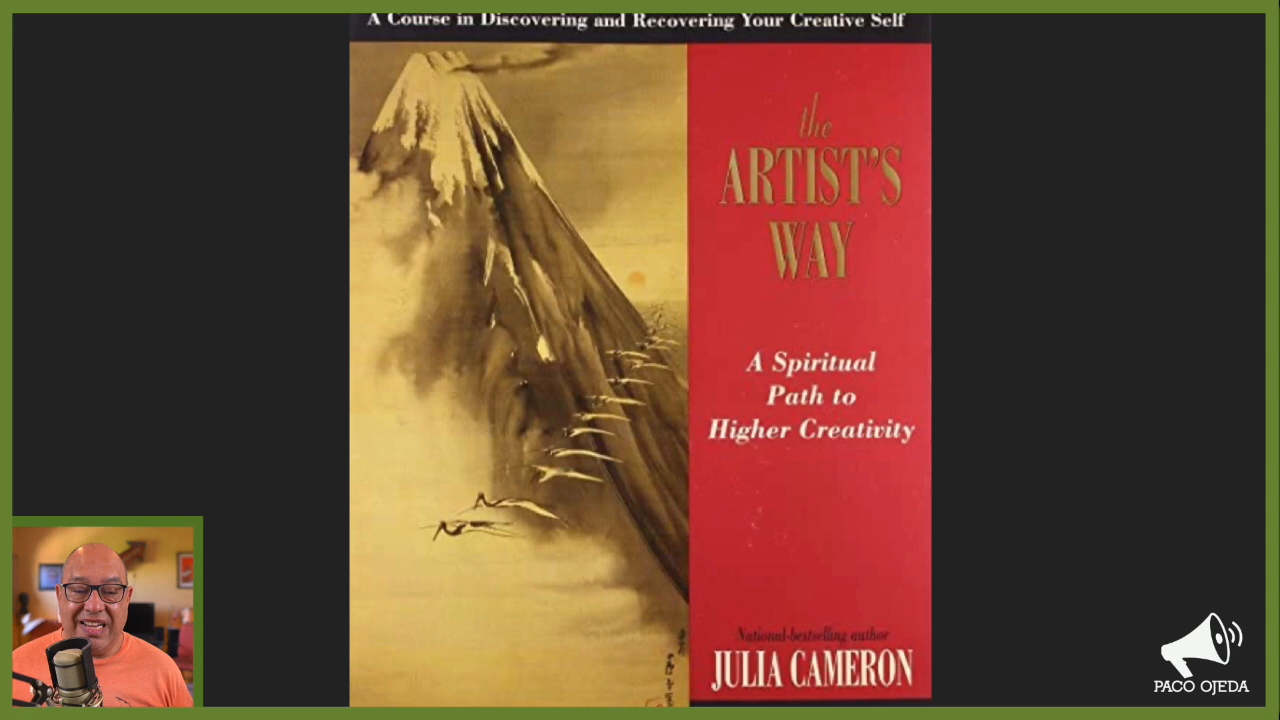 A Course in Discovering and Recovering Your Creative Self
the
ARTIST'S
WAY
A Spiritual
Path to
Higher Creativity
National-bestselling author
JULIA CAMERON
PACO OJEDA